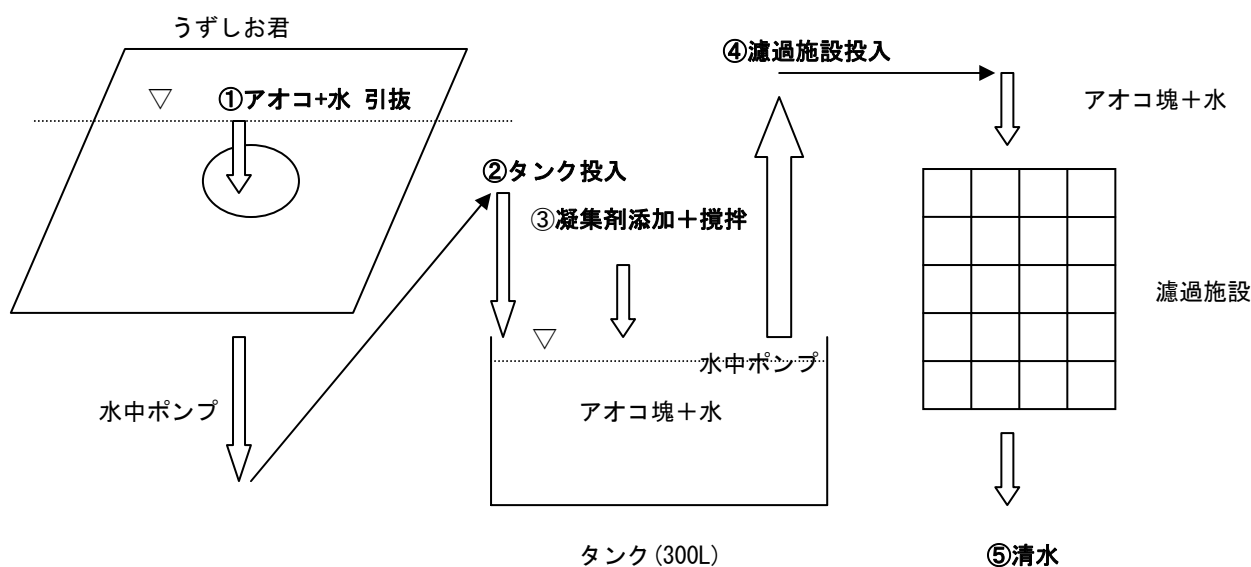 うずしお君
▽
①アオコ+水 引抜
水中ポンプ
②タンク投入
③凝集剤添加＋撹拌
▽
水中ポンプ
アオコ塊＋水
タンク(300L)
④濾過施設投入
アオコ塊＋水
濾過施設
⑤清水